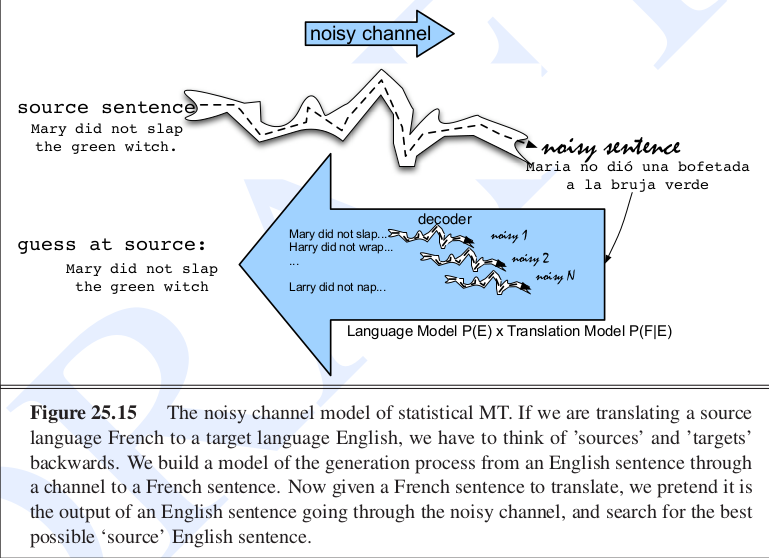 noisy channel
source sentence
Mary did not slap
the green witch.
noisy sentence
Maria no dió una bofetada
a la bruja verde
decoder
Mary did not slap...
noisy 1
Harry did not wrap...
noisy 2
...
noisy N
Larry did not nap...
guess at source:
Mary did not slap
the green witch
Language Model P(E) x Translation Model P(F|E)
Figure 25.15 The noisy channel model of statistical MT. If we are translating a source
language French to a target language English, we have to think of ’sources’ and ’targets’
backwards. We build a model of the generation process from an English sentence through
a channel to a French sentence. Now given a French sentence to translate, we pretend it is
the output of an English sentence going through the noisy channel, and search for the best
possible ‘source’ English sentence.